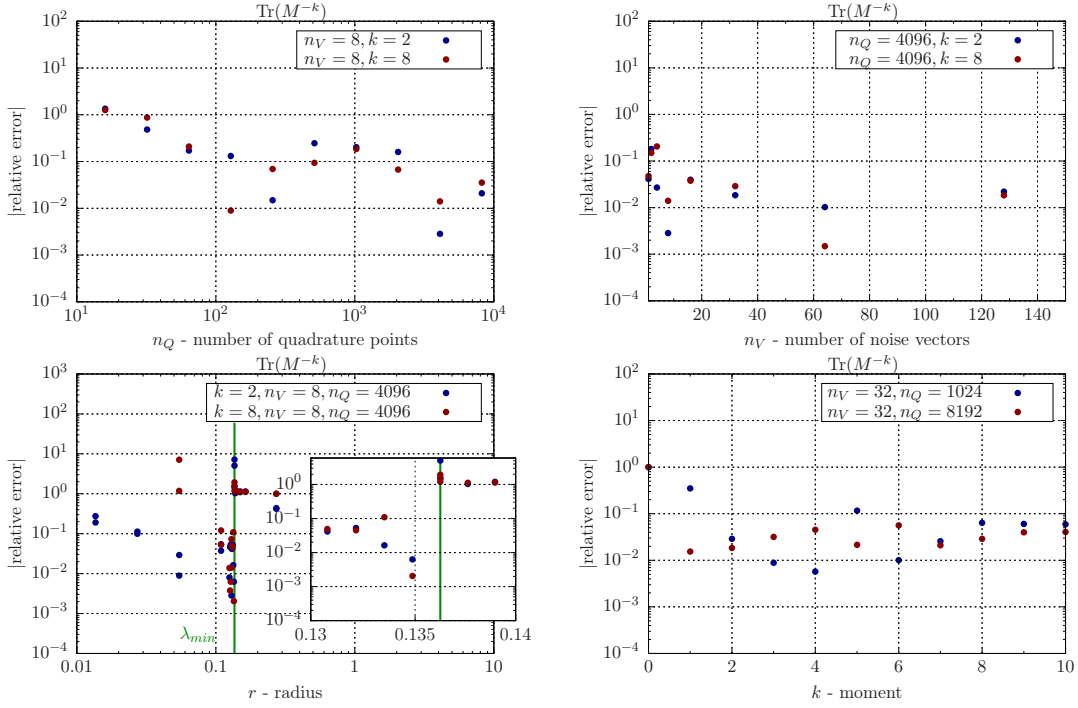 Tr(M^{-k})
n_V = 8, k = 2
n_V = 8, k = 8
|relative error|
10^2
10^1
10^0
10^{-1}
10^{-2}
10^{-3}
10^{-4}
10^1 10^2 10^3 10^4
n_Q - number of quadrature points
Tr(M^{-k})
n_Q = 4096, k = 2
n_Q = 4096, k = 8
|relative error|
10^2
10^1
10^0
10^{-1}
10^{-2}
10^{-3}
10^{-4}
20 40 60 80 100 120 140
n_V - number of noise vectors
Tr(M^{-k})
k = 2, n_V = 8, n_Q = 4096
k = 8, n_V = 8, n_Q = 4096
|relative error|
10^3
10^2
10^1
10^0
10^{-1}
10^{-2}
10^{-3}
10^{-4}
λ_{min}
10^0
10^{-1}
10^{-2}
10^{-3}
10^{-4}
0.13 0.135 0.14
0.01 0.1 1 10
r - radius
Tr(M^{-k})
n_V = 32, n_Q = 1024
n_V = 32, n_Q = 8192
|relative error|
10^2
10^1
10^0
10^{-1}
10^{-2}
10^{-3}
10^{-4}
0 2 4 6 8 10
k - moment